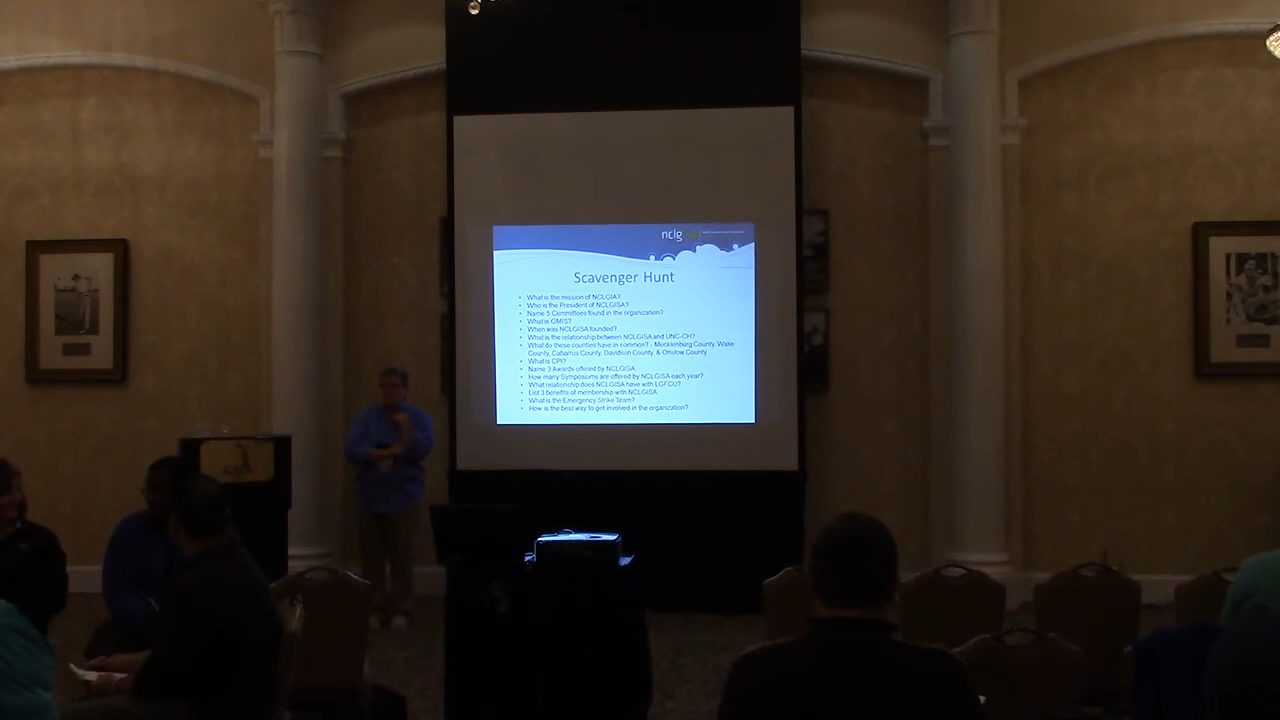 nclg
Scavenger Hunt
• What is the mission of NCLGIA?
• Who is the President of NCLGISA?
• Name 5 Committees found in the organization?
• What is GMIS?
• When was NCLGISA founded?
• What is the relationship between NCLGISA and UNC-CH?
• What do these counties have in common? - Mecklenburg County, Wake
County, Cabarrus County, Davidson County, & Onslow County
• What is CPI?
• Name 3 Awards offered by NCLGISA
• How many Symposiums are offered by NCLGISA each year?
• What relationship does NCLGISA have with LGFCU?
• List 3 benefits of membership with NCLGISA
• What is the Emergency Strike Team?
• How is the best way to get involved in the organization?